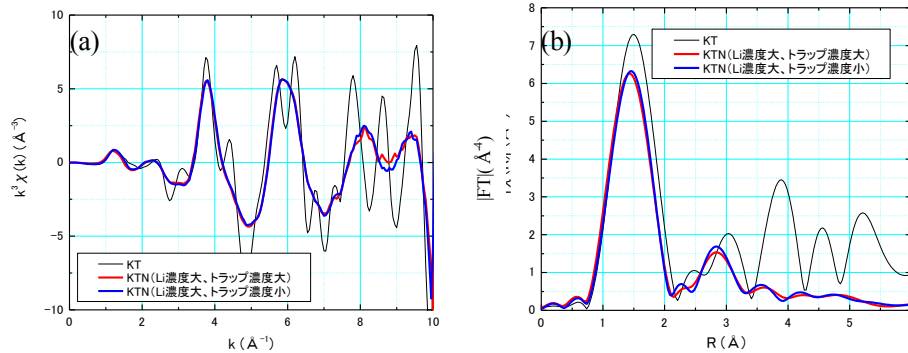 (a)
10
5
0
-5
-10
k³ χ(k) (Å⁻³)
KT
KTN(Li濃度大、トラップ濃度大)
KTN(Li濃度大、トラップ濃度小)
0 2 4 6 8 10
k (Å⁻¹)
(b)
8
7
6
5
4
3
2
1
0
|FT|(Å⁻⁴)
KT
KTN(Li濃度大、トラップ濃度大)
KTN(Li濃度大、トラップ濃度小)
0 1 2 3 4 5
R (Å)